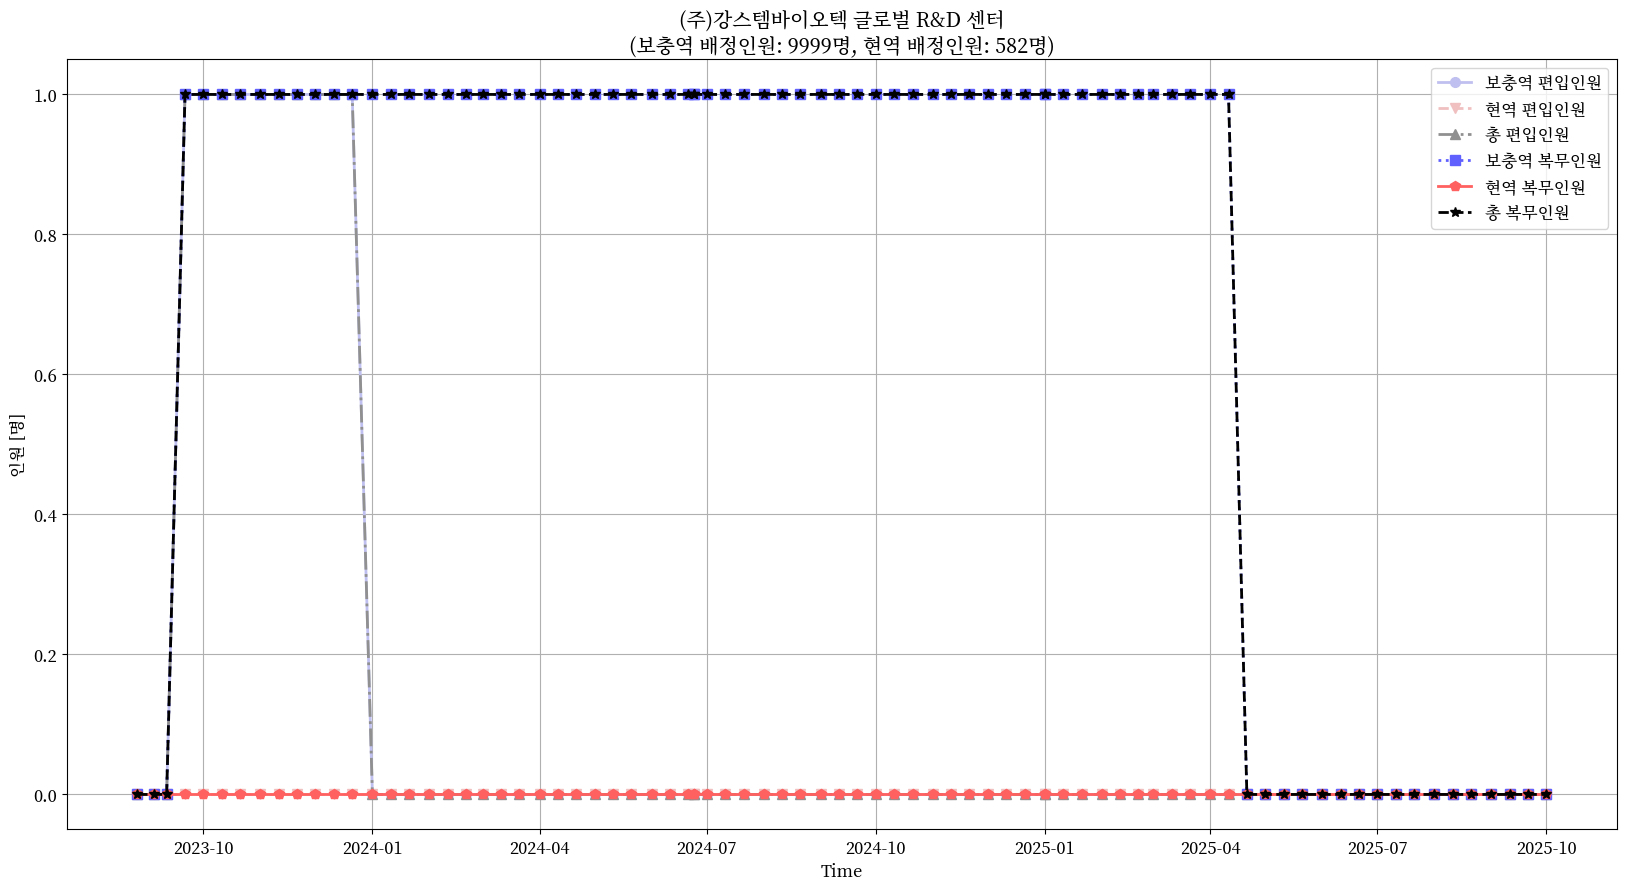 (주)강스템바이오텍 글로벌 R&D 센터
(보충역 배정인원: 9999명, 현역 배정인원: 582명)
보충역 편입인원
현역 편입인원
총 편입인원
보충역 복무인원
현역 복무인원
총 복무인원
인원 [명]
1.0
0.8
0.6
0.4
0.2
0.0
2023-10
2024-01
2024-04
2024-07
2024-10
2025-01
2025-04
2025-07
2025-10
Time